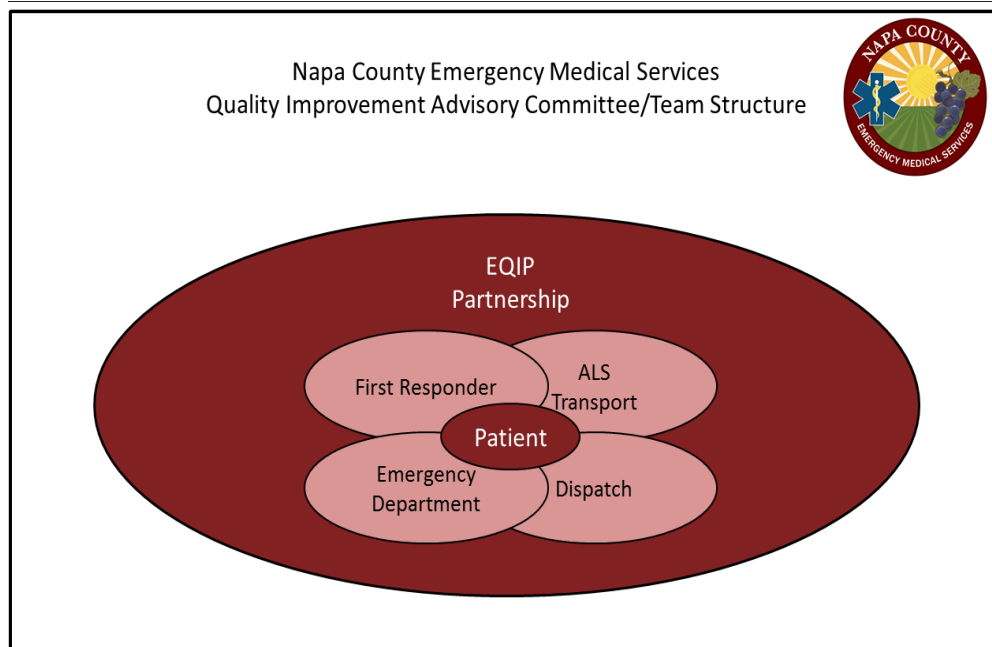 Napa County Emergency Medical Services
Quality Improvement Advisory Committee/Team Structure
NAPA COUNTY
EMERGENCY MEDICAL SERVICES
EQIP
Partnership
First Responder
ALS
Transport
Patient
Emergency
Department
Dispatch